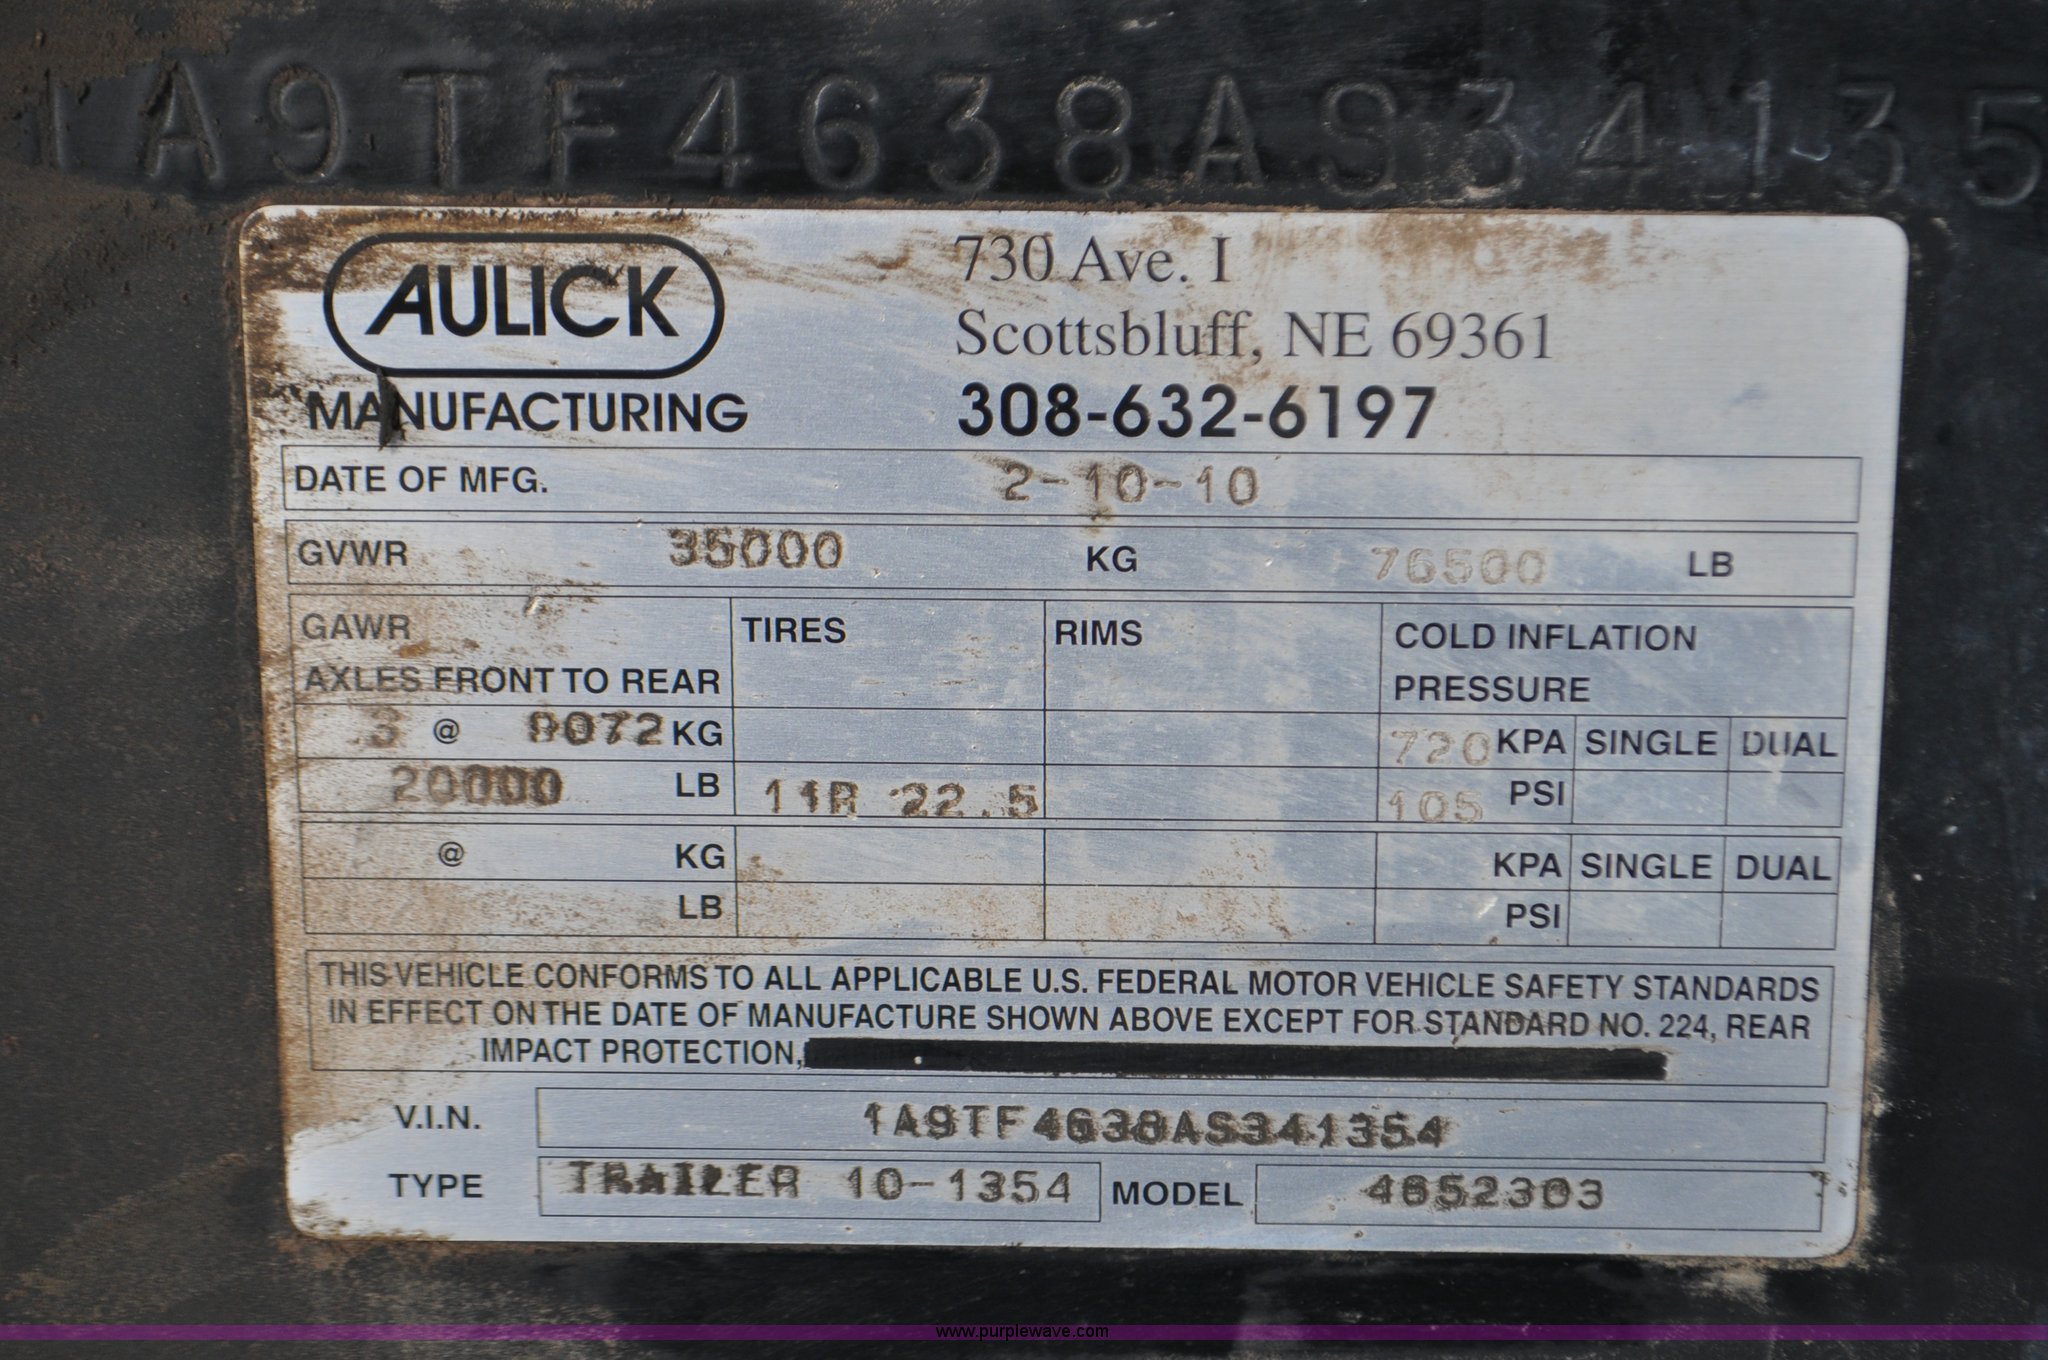 1A9TF4638AS34135
AULICK
MANUFACTURING
730 Ave. I
Scottsbluff, NE 69361
308-632-6197
DATE OF MFG. 2-10-10
GVWR 35000 KG 76500 LB
GAWR TIRES RIMS COLD INFLATION
AXLES FRONT TO REAR PRESSURE
3 @ 9072 KG 720 KPA SINGLE DUAL
20000 LB 11R 22.5 105 PSI
@ KG KPA SINGLE DUAL
LB PSI
THIS VEHICLE CONFORMS TO ALL APPLICABLE U.S. FEDERAL MOTOR VEHICLE SAFETY STANDARDS
IN EFFECT ON THE DATE OF MANUFACTURE SHOWN ABOVE EXCEPT FOR STANDARD NO. 224, REAR
IMPACT PROTECTION,
V.I.N. 1A9TF4638AS341354
TYPE TRAILER 10-1354 MODEL 4652303
www.purplewave.com